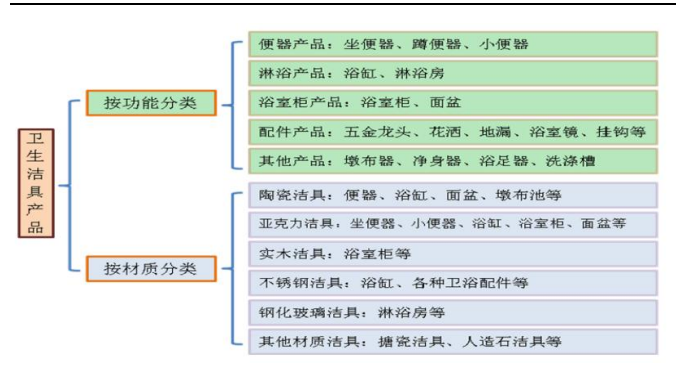 卫生洁具产品
按功能分类
便器产品：坐便器、蹲便器、小便器
淋浴产品：浴缸、淋浴房
浴室柜产品：浴室柜、面盆
配件产品：五金龙头、花洒、地漏、浴室镜、挂钩等
其他产品：墩布器、净身器、浴足器、洗涤槽
按材质分类
陶瓷洁具：便器、浴缸、面盆、墩布池等
亚克力洁具：坐便器、小便器、浴缸、浴室柜、面盆等
实木洁具：浴室柜等
不锈钢洁具：浴缸、各种卫浴配件等
钢化玻璃洁具：淋浴房等
其他材质洁具：搪瓷洁具、人造石洁具等